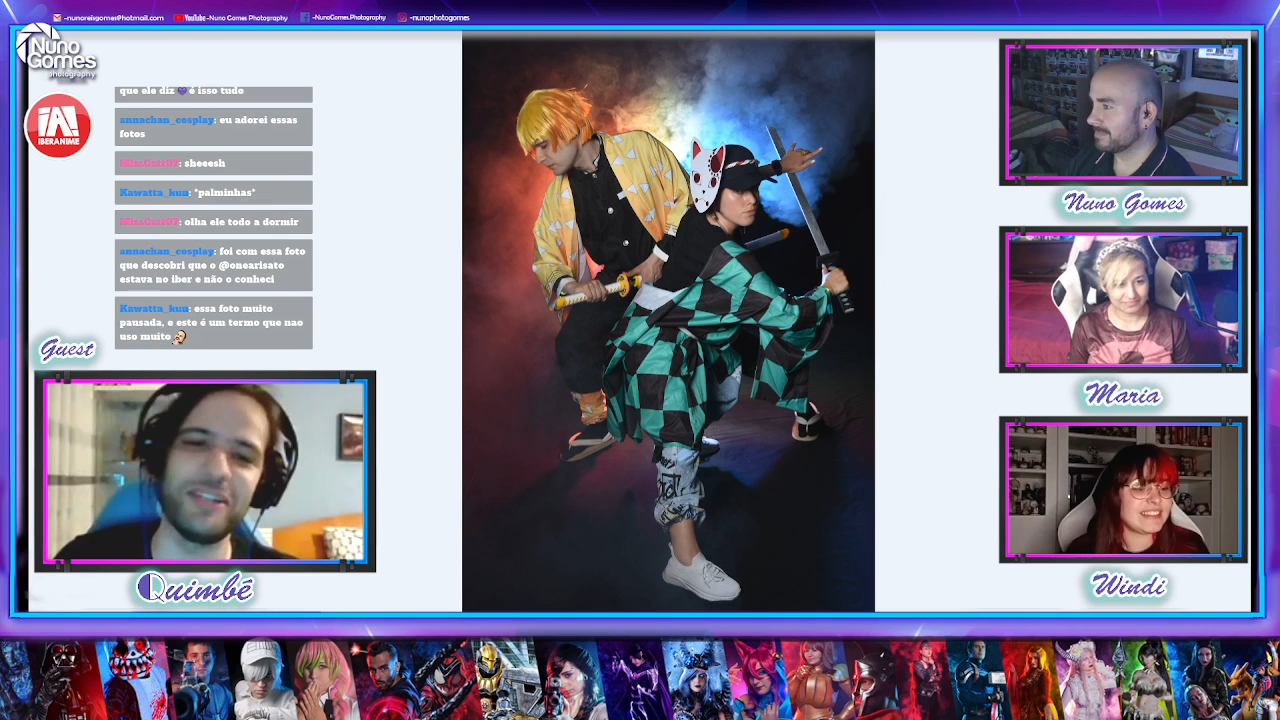 -nunoreisgomes@hotmail.com
YouTube -Nuno Gomes Photography
-NunoGomes.Photography
-nunophotogomes
Nuno
Gomes
photography
IA
IBERANIME
que ele diz 💜 é isso tudo
annachan_cosplay: eu adorei essas
fotos
: sheeesh
Kawatta_kun: *palminhas*
: olha ele todo a dormir
annachan_cosplay: foi com essa foto
que descobri que o @onearisato
estava no iber e não o conheci
Kawatta_kun: essa foto muito
pausada, e este é um termo que nao
uso muito
Guest
Quimbé
Nuno Gomes
Maria
Windi